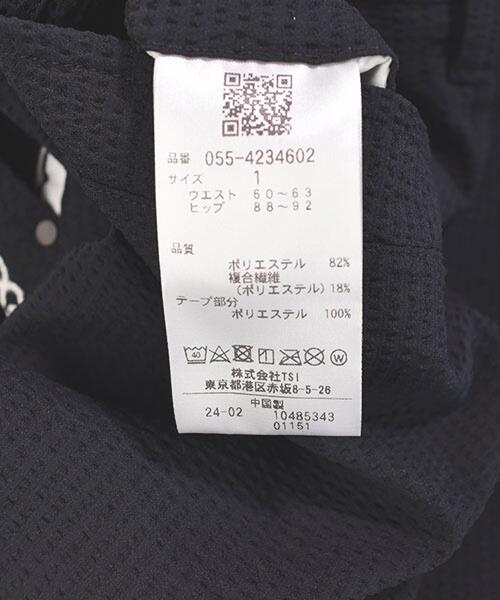 品番 055-4234602
サイズ 1
ウエスト 60～63
ヒップ 88～92
品質
ポリエステル 82%
複合繊維
(ポリエステル) 18%
テープ部分
ポリエステル 100%
40 W
株式会社TSI
東京都港区赤坂8-5-26
中国製
24-02 10485343
01151